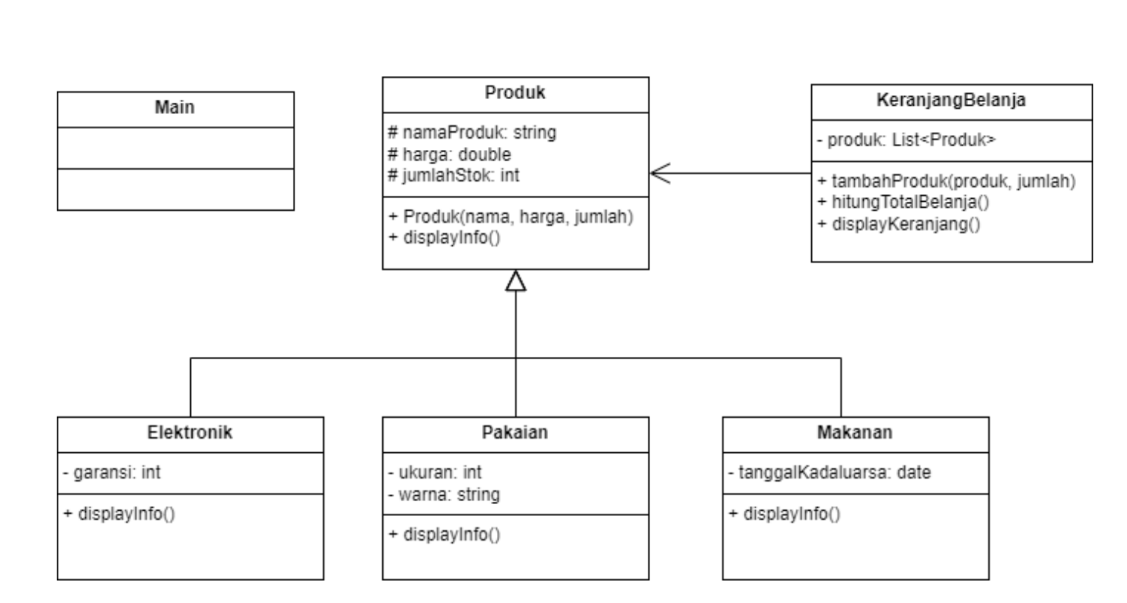 Main
Produk
# namaProduk: string
# harga: double
# jumlahStok: int
+ Produk(nama, harga, jumlah)
+ displayInfo()
KeranjangBelanja
- produk: List<Produk>
+ tambahProduk(produk, jumlah)
+ hitungTotalBelanja()
+ displayKeranjang()
Elektronik
- garansi: int
+ displayInfo()
Pakaian
- ukuran: int
- warna: string
+ displayInfo()
Makanan
- tanggalKadaluarsa: date
+ displayInfo()